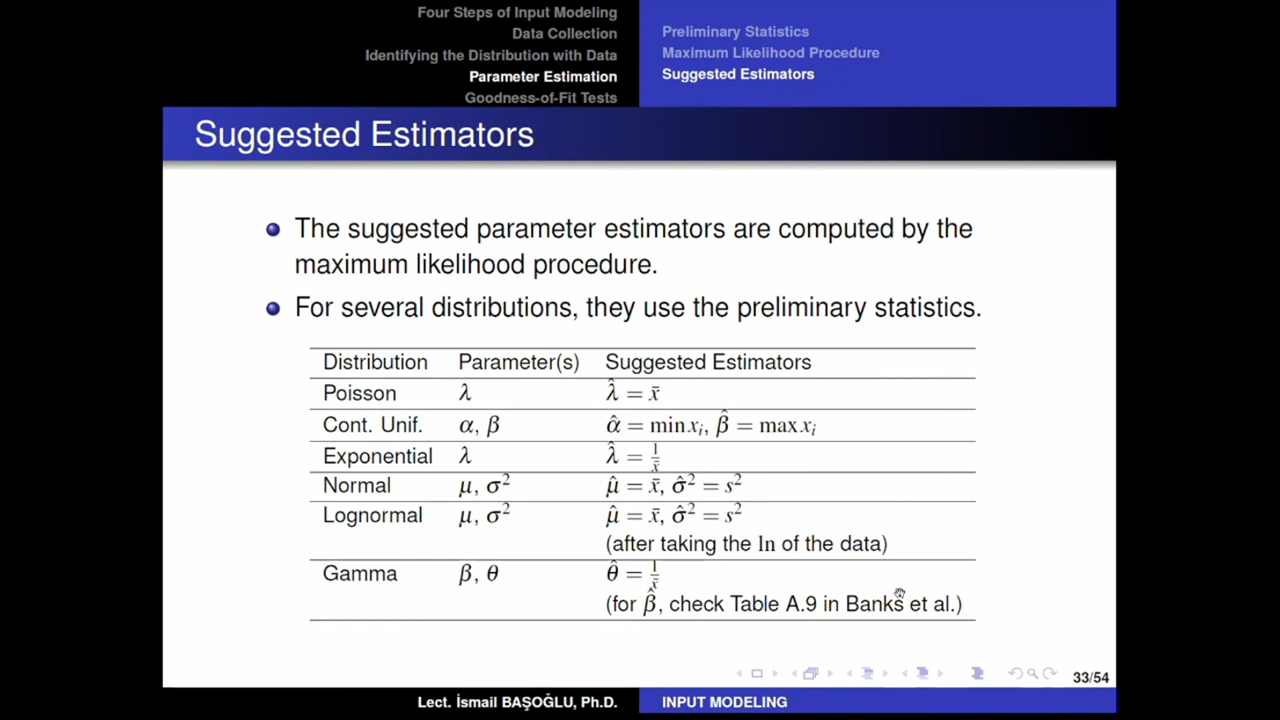 Four Steps of Input Modeling
Data Collection
Identifying the Distribution with Data
Parameter Estimation
Goodness-of-Fit Tests
Preliminary Statistics
Maximum Likelihood Procedure
Suggested Estimators
Suggested Estimators
The suggested parameter estimators are computed by the
maximum likelihood procedure.
For several distributions, they use the preliminary statistics.
Distribution Parameter(s) Suggested Estimators
Poisson λ λ̂ = x̄
Cont. Unif. α, β α̂ = min xᵢ, β̂ = max xᵢ
Exponential λ λ̂ = 1/x̄
Normal μ, σ² μ̂ = x̄, σ̂² = s²
Lognormal μ, σ² μ̂ = x̄, σ̂² = s²
(after taking the ln of the data)
Gamma β, θ θ̂ = 1/x̄
(for β̂, check Table A.9 in Banks et al.)
33/54
Lect. İsmail BAŞOĞLU, Ph.D. INPUT MODELING